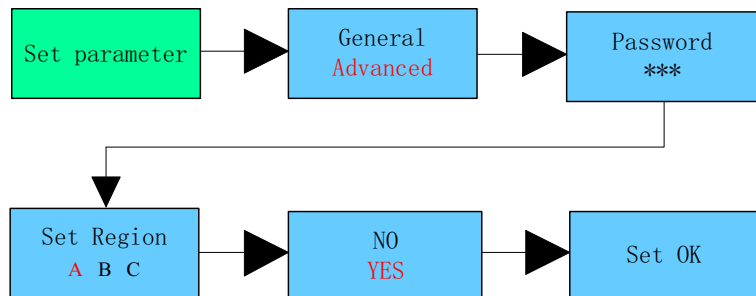 Set parameter
General
Advanced
Password
***
Set Region
A B C
NO
YES
Set OK